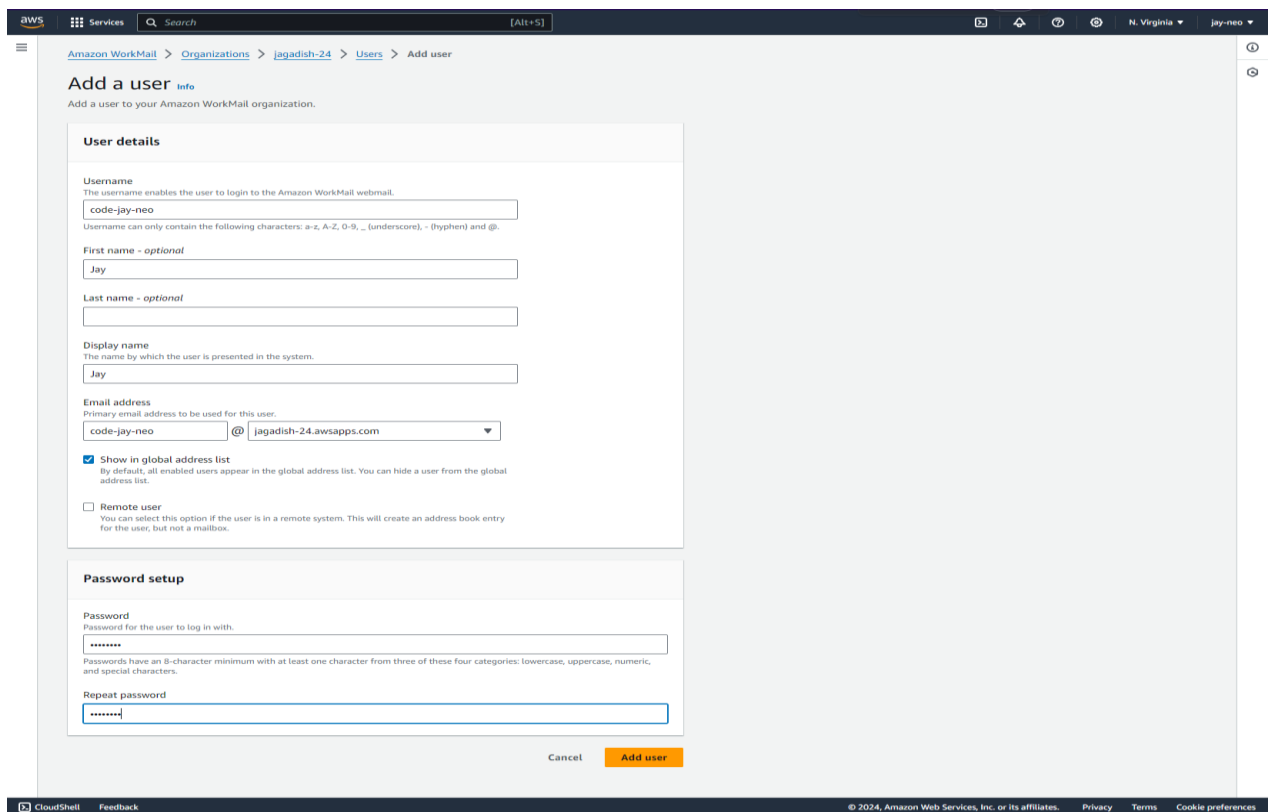 aws Services Search [Alt+S] N. Virginia jay-neo
Amazon WorkMail > Organizations > jagadish-24 > Users > Add user
Add a user Info
Add a user to your Amazon WorkMail organization.
User details
Username
The username enables the user to login to the Amazon WorkMail webmail.
code-jay-neo
Username can only contain the following characters: a-z, A-Z, 0-9, _ (underscore), - (hyphen) and @.
First name - optional
Jay
Last name - optional
Display name
The name by which the user is presented in the system.
Jay
Email address
Primary email address to be used for this user.
code-jay-neo @ jagadish-24.awsapps.com
Show in global address list
By default, all enabled users appear in the global address list. You can hide a user from the global
address list.
Remote user
You can select this option if the user is in a remote system. This will create an address book entry
for the user, but not a mailbox.
Password setup
Password
Password for the user to log in with.
••••••••
Passwords have an 8-character minimum with at least one character from three of these four categories: lowercase, uppercase, numeric,
and special characters.
Repeat password
••••••••
Cancel Add user
CloudShell Feedback © 2024, Amazon Web Services, Inc. or its affiliates. Privacy Terms Cookie preferences